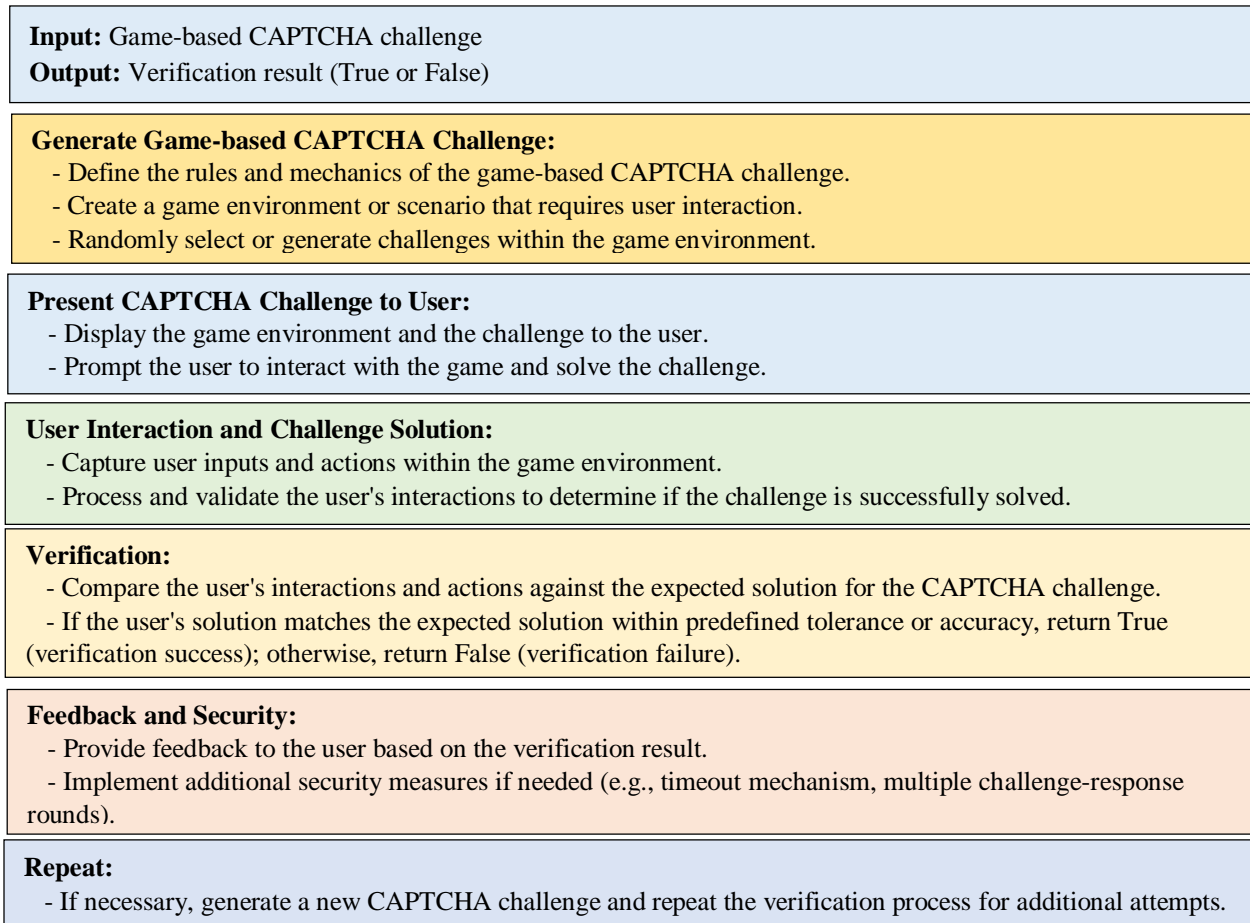 Input: Game-based CAPTCHA challenge
Output: Verification result (True or False)
Generate Game-based CAPTCHA Challenge:
- Define the rules and mechanics of the game-based CAPTCHA challenge.
- Create a game environment or scenario that requires user interaction.
- Randomly select or generate challenges within the game environment.
Present CAPTCHA Challenge to User:
- Display the game environment and the challenge to the user.
- Prompt the user to interact with the game and solve the challenge.
User Interaction and Challenge Solution:
- Capture user inputs and actions within the game environment.
- Process and validate the user's interactions to determine if the challenge is successfully solved.
Verification:
- Compare the user's interactions and actions against the expected solution for the CAPTCHA challenge.
- If the user's solution matches the expected solution within predefined tolerance or accuracy, return True
(verification success); otherwise, return False (verification failure).
Feedback and Security:
- Provide feedback to the user based on the verification result.
- Implement additional security measures if needed (e.g., timeout mechanism, multiple challenge-response
rounds).
Repeat:
- If necessary, generate a new CAPTCHA challenge and repeat the verification process for additional attempts.